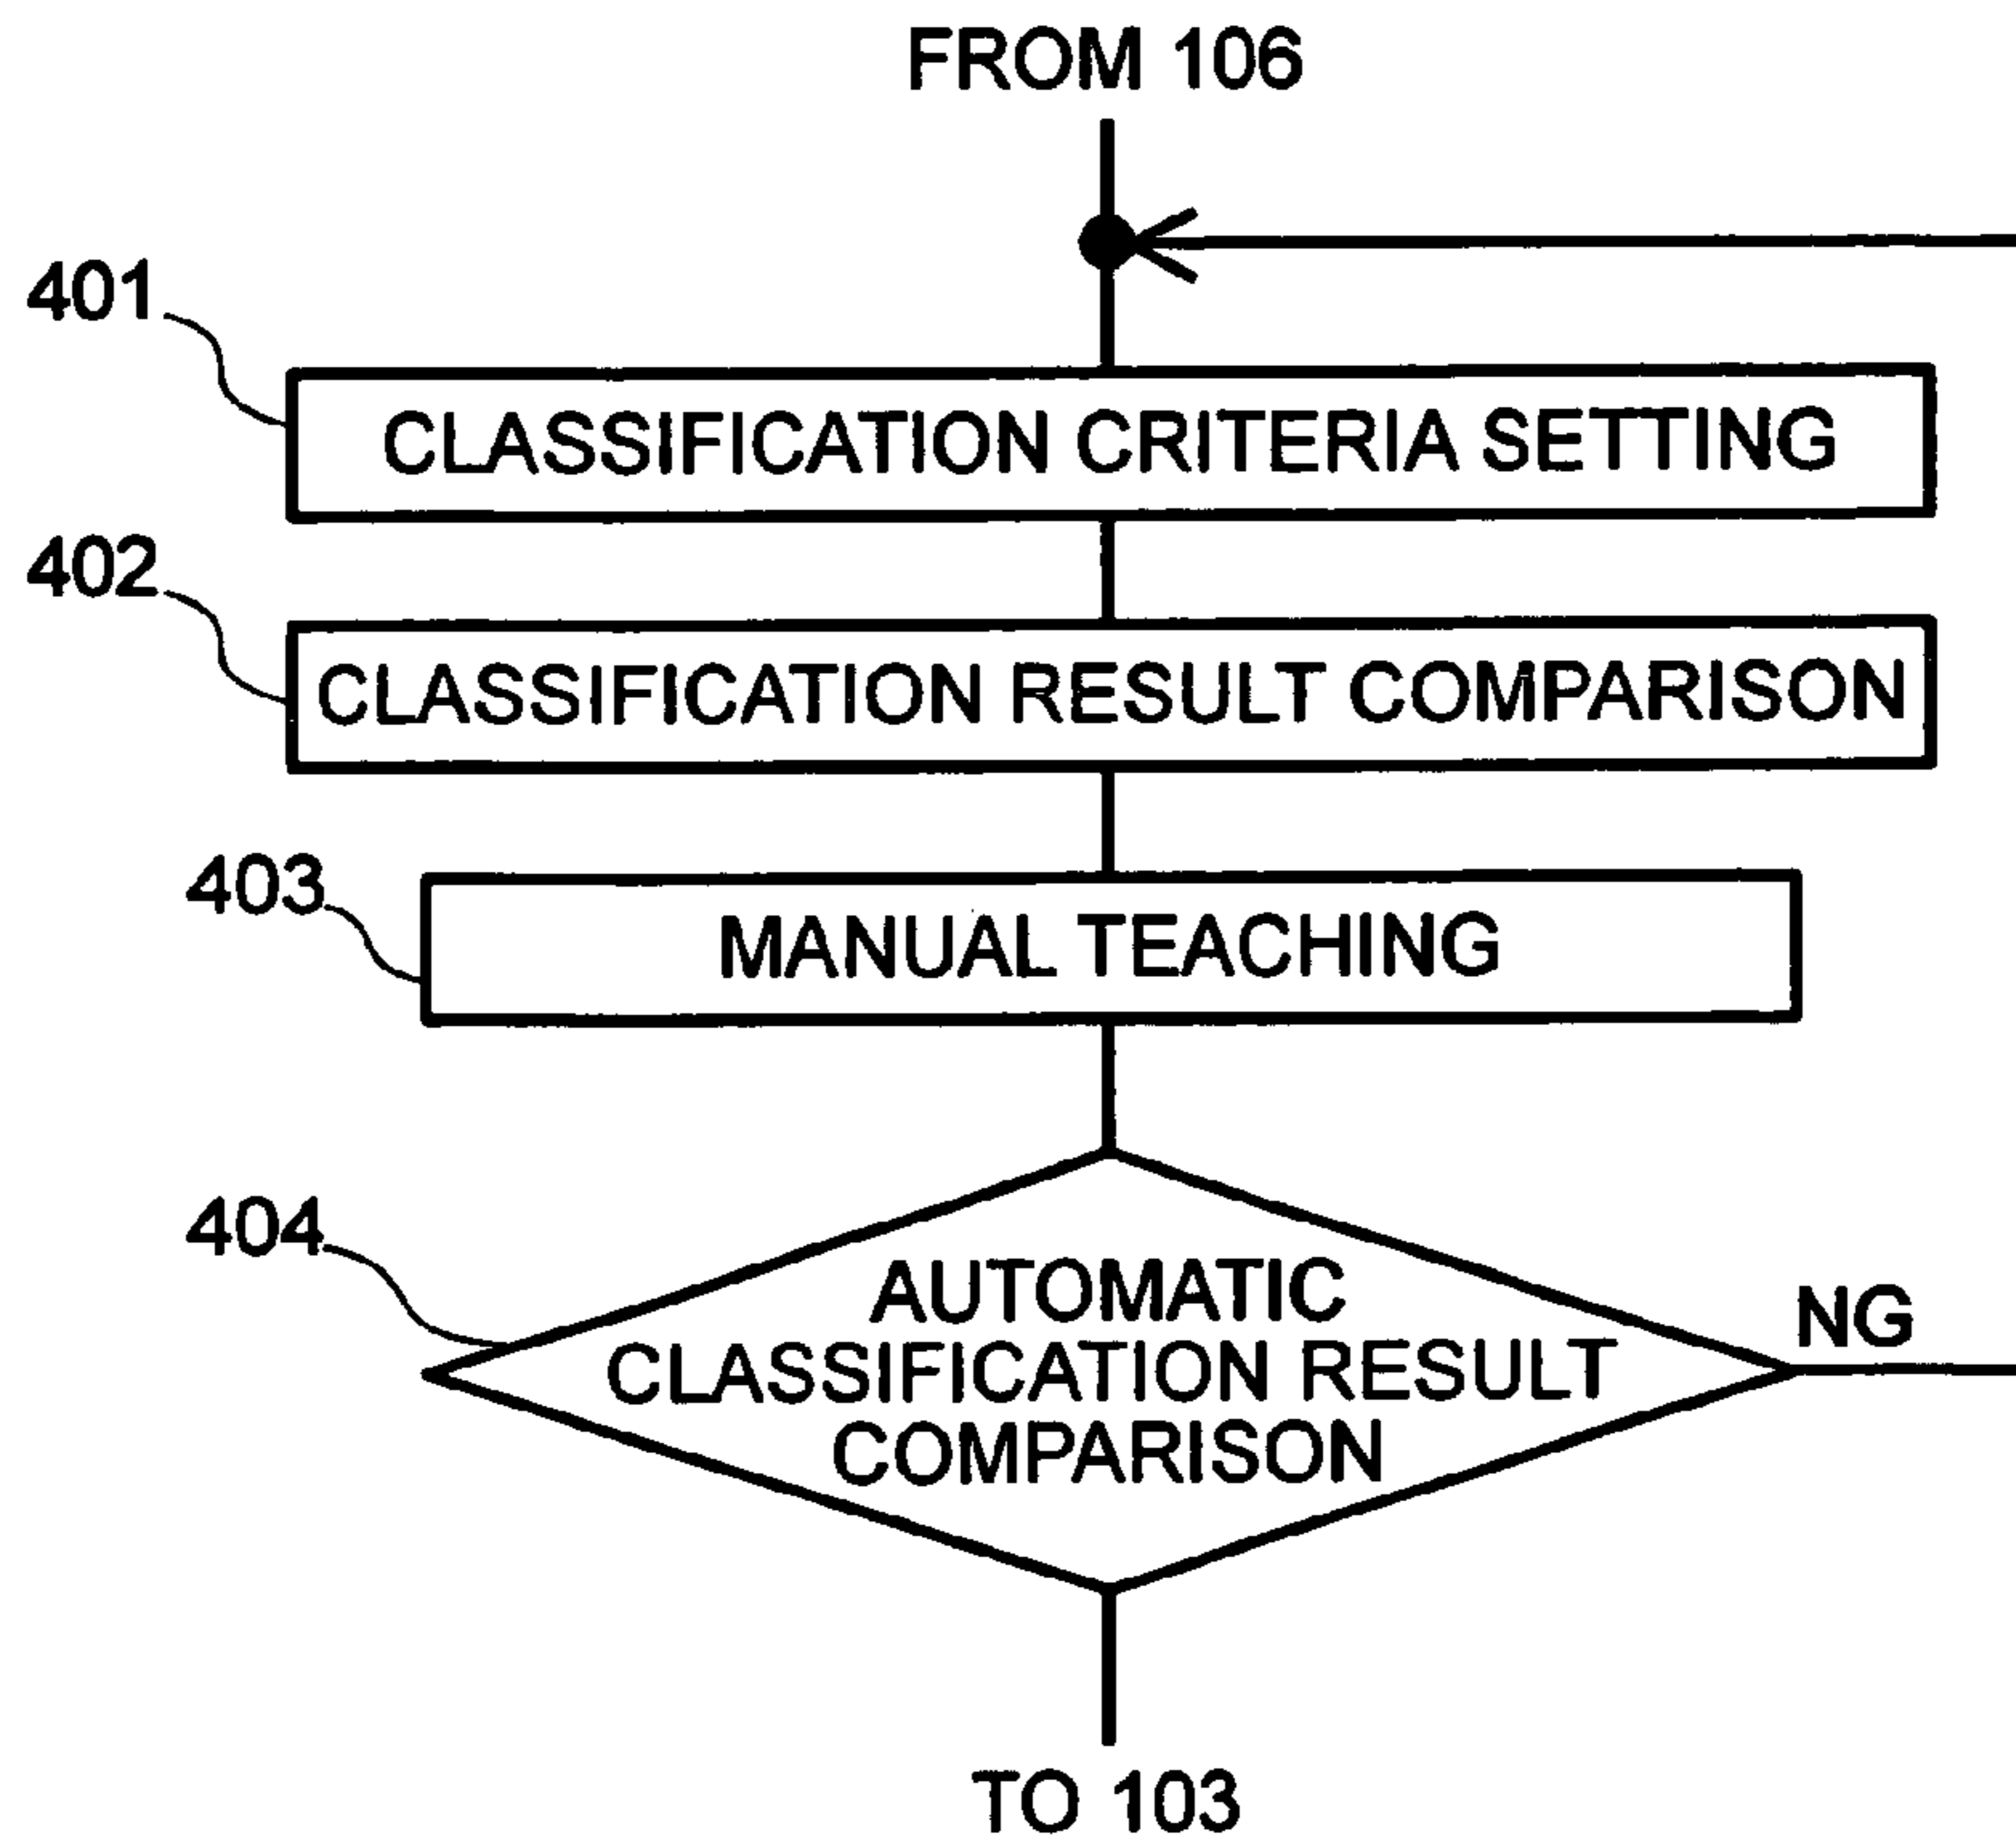 FROM 106
401
CLASSIFICATION CRITERIA SETTING
402
CLASSIFICATION RESULT COMPARISON
403
MANUAL TEACHING
404
AUTOMATIC
CLASSIFICATION RESULT
COMPARISON
NG
TO 103